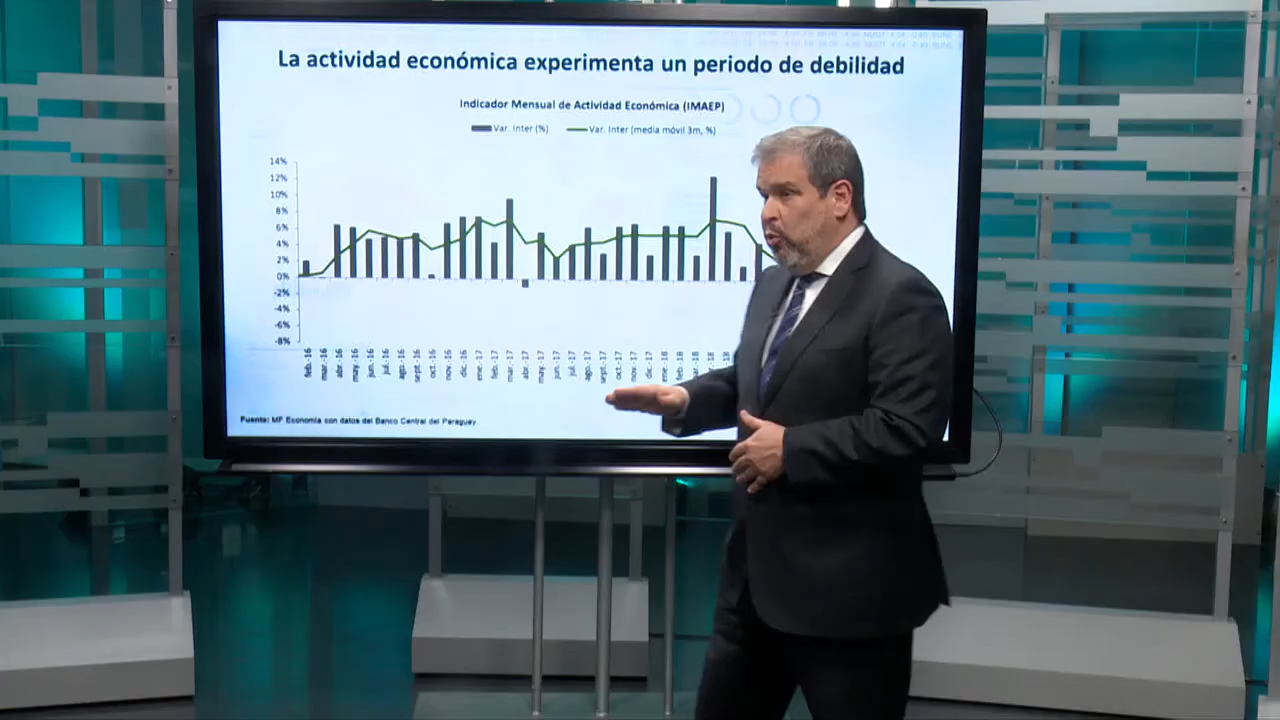 La actividad económica experimenta un periodo de debilidad
Indicador Mensual de Actividad Económica (IMAEP)
Var. Inter (%) Var. Inter (media móvil 3m, %)
14%
12%
10%
8%
6%
4%
2%
0%
-2%
-4%
-6%
-8%
feb.-16 mar.-16 abr.-16 may.-16 jun.-16 jul.-16 ago.-16 sept.-16 oct.-16 nov.-16 dic.-16 ene.-17 feb.-17 mar.-17 abr.-17 may.-17 jun.-17 jul.-17 ago.-17 sept.-17 oct.-17 nov.-17 dic.-17 ene.-18 feb.-18 mar.-18
Fuente: MF Economía con datos del Banco Central del Paraguay.